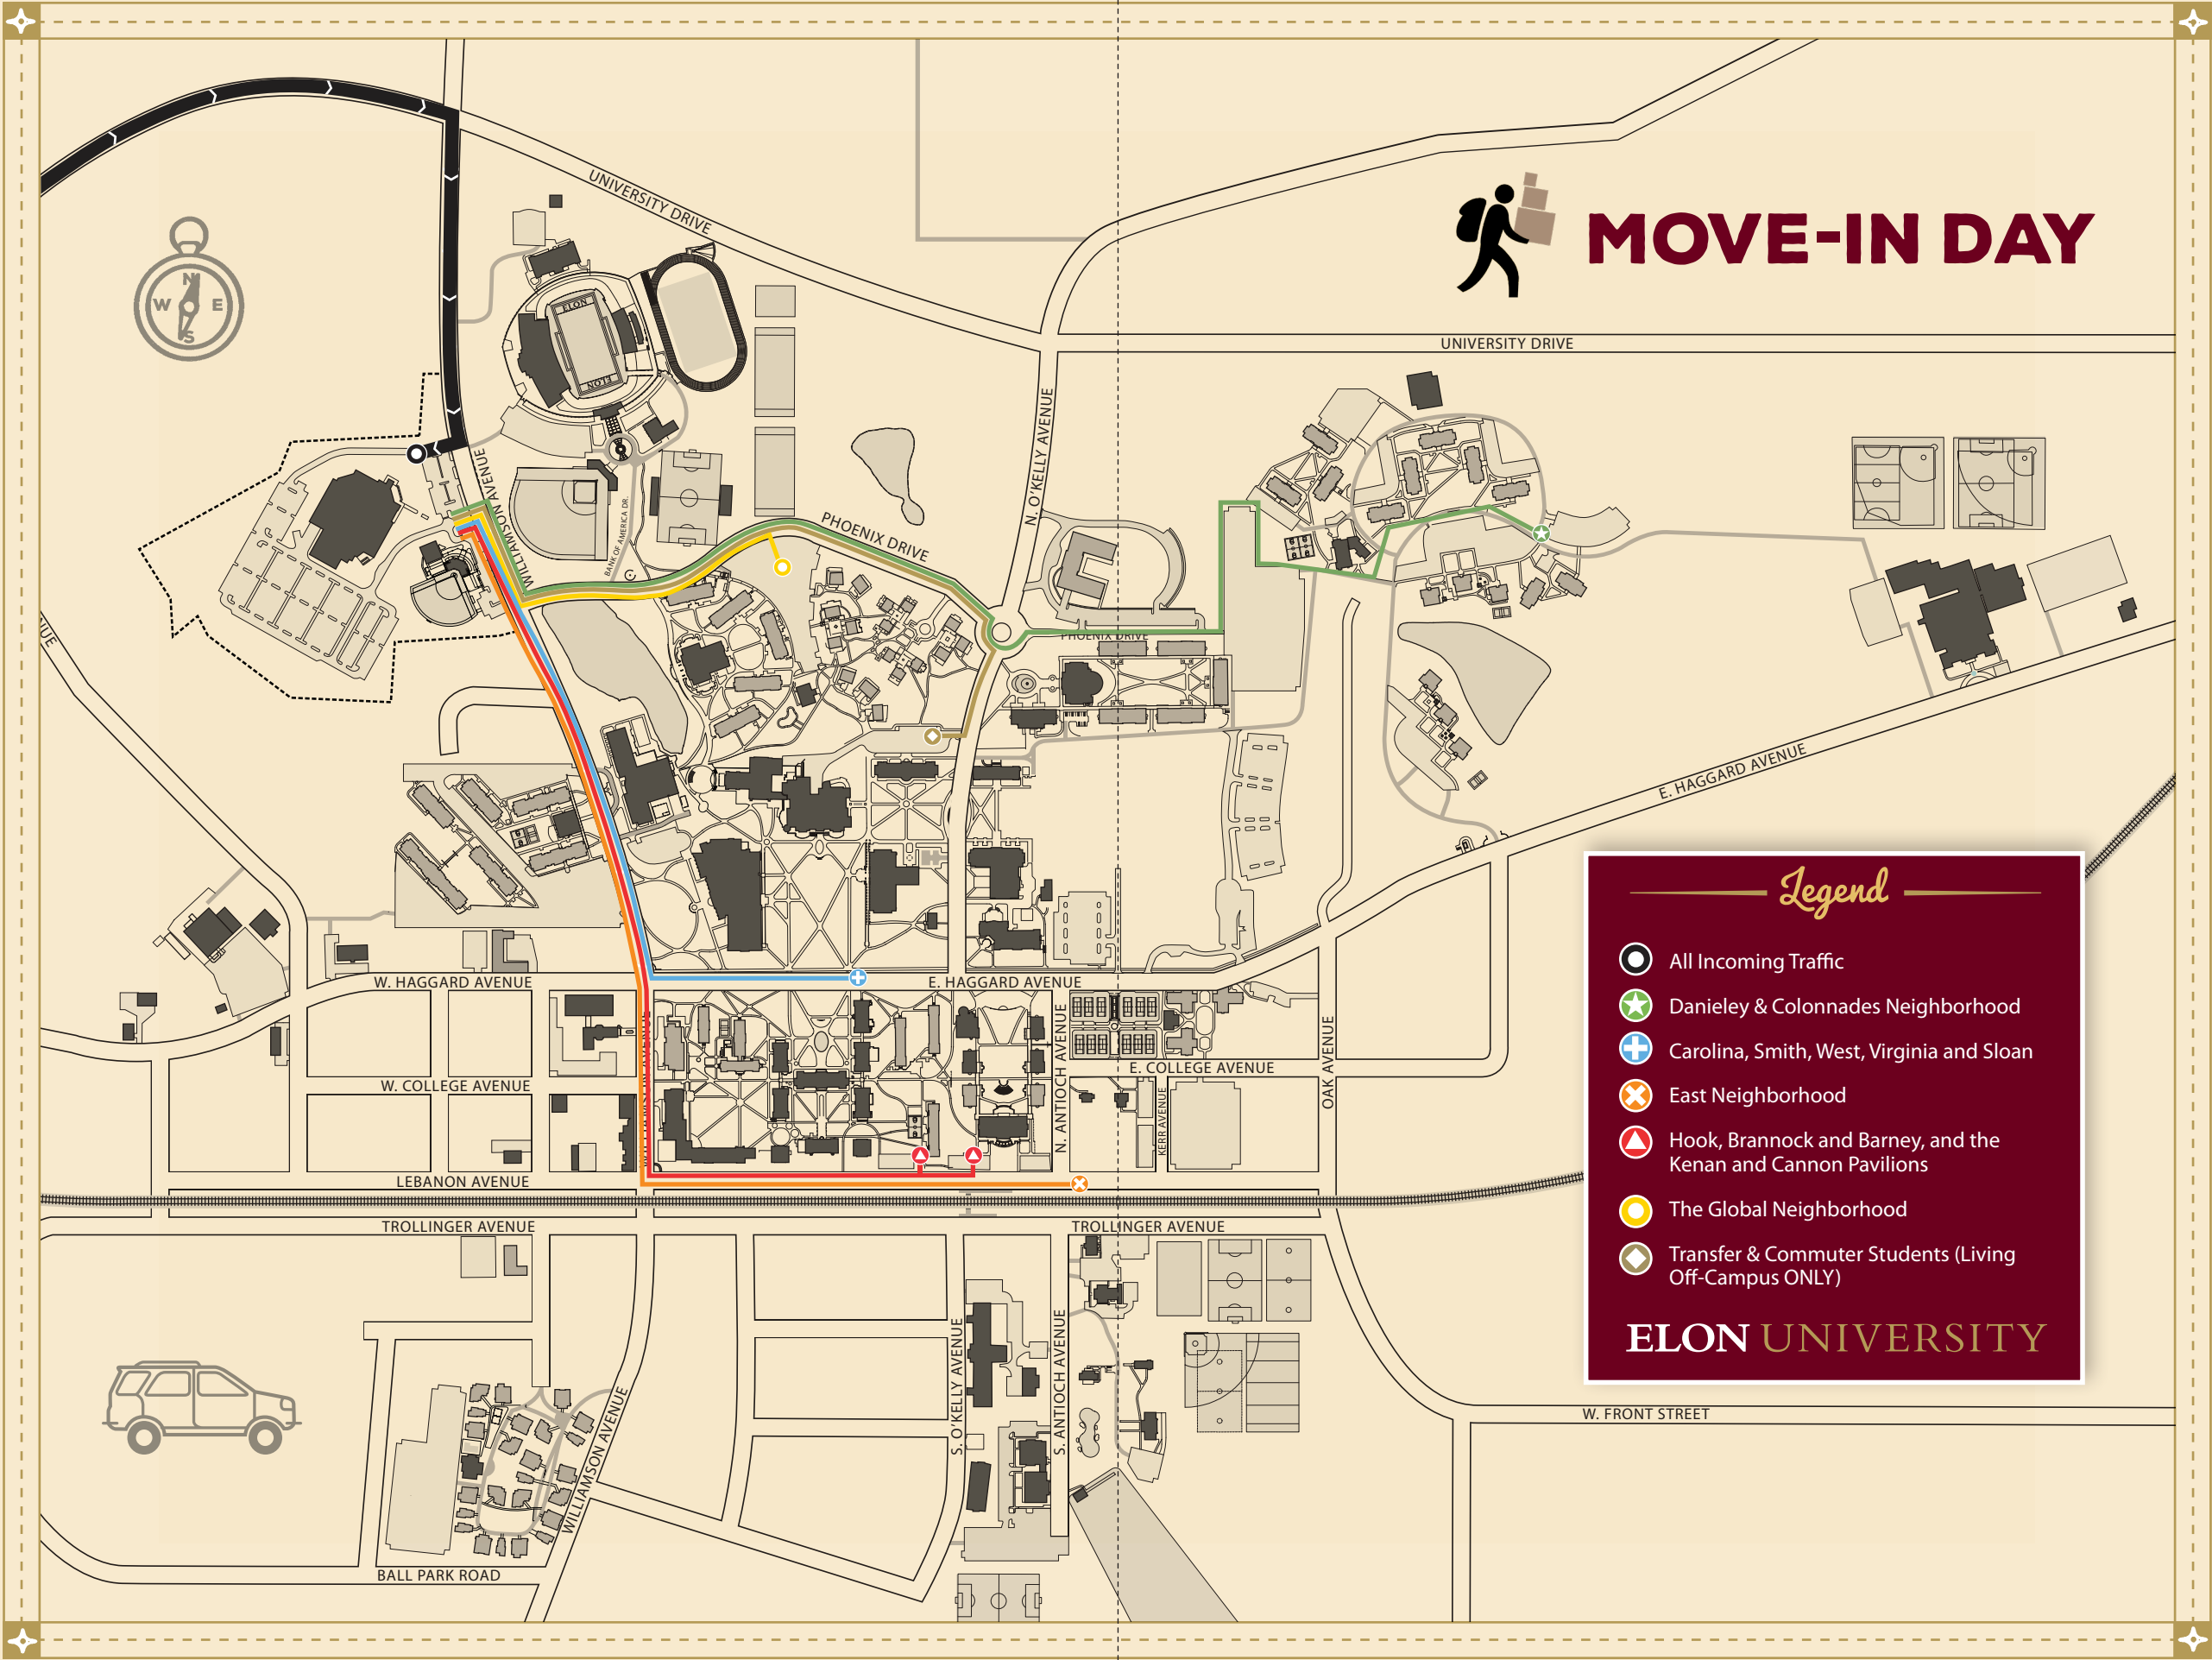 UNIVERSITY DRIVE
MOVE-IN DAY
N
W
E
S
ELON
ELON
UNIVERSITY DRIVE
N. O'KELLY AVENUE
WILLIAMSON AVENUE
BANK OF AMERICA DR.
PHOENIX DRIVE
PHOENIX DRIVE
E. HAGGARD AVENUE
W. HAGGARD AVENUE
E. HAGGARD AVENUE
WILLIAMSON AVENUE
N. ANTIOCH AVENUE
OAK AVENUE
W. COLLEGE AVENUE
E. COLLEGE AVENUE
KERR AVENUE
LEBANON AVENUE
TROLLINGER AVENUE
TROLLINGER AVENUE
S. O'KELLY AVENUE
S. ANTIOCH AVENUE
WILLIAMSON AVENUE
W. FRONT STREET
BALL PARK ROAD
Legend
All Incoming Traffic
Danieley & Colonnades Neighborhood
Carolina, Smith, West, Virginia and Sloan
East Neighborhood
Hook, Brannock and Barney, and the
Kenan and Cannon Pavilions
The Global Neighborhood
Transfer & Commuter Students (Living
Off-Campus ONLY)
ELON UNIVERSITY